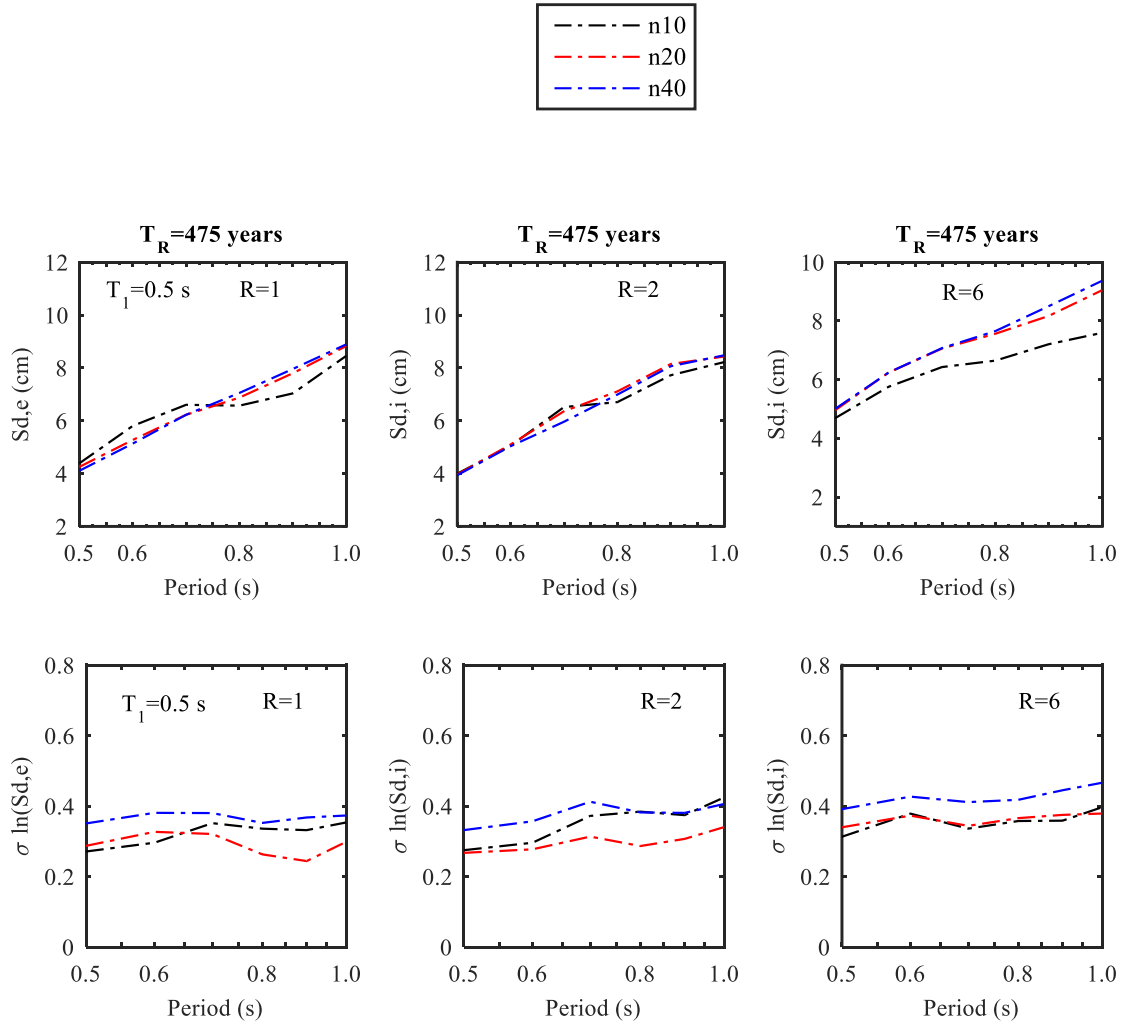 n10
n20
n40
T_R=475 years
T_R=475 years
T_R=475 years
12
10
8
6
4
2
Sd,e (cm)
T_1=0.5 s R=1
0.5 0.6 0.8 1.0
Period (s)
12
10
8
6
4
2
Sd,i (cm)
R=2
0.5 0.6 0.8 1.0
Period (s)
10
8
6
4
2
Sd,i (cm)
R=6
0.5 0.6 0.8 1.0
Period (s)
0.8
0.6
0.4
0.2
0
σ ln(Sd,e)
T_1=0.5 s R=1
0.5 0.6 0.8 1.0
Period (s)
0.8
0.6
0.4
0.2
0
σ ln(Sd,i)
R=2
0.5 0.6 0.8 1.0
Period (s)
0.8
0.6
0.4
0.2
0
σ ln(Sd,i)
R=6
0.5 0.6 0.8 1.0
Period (s)